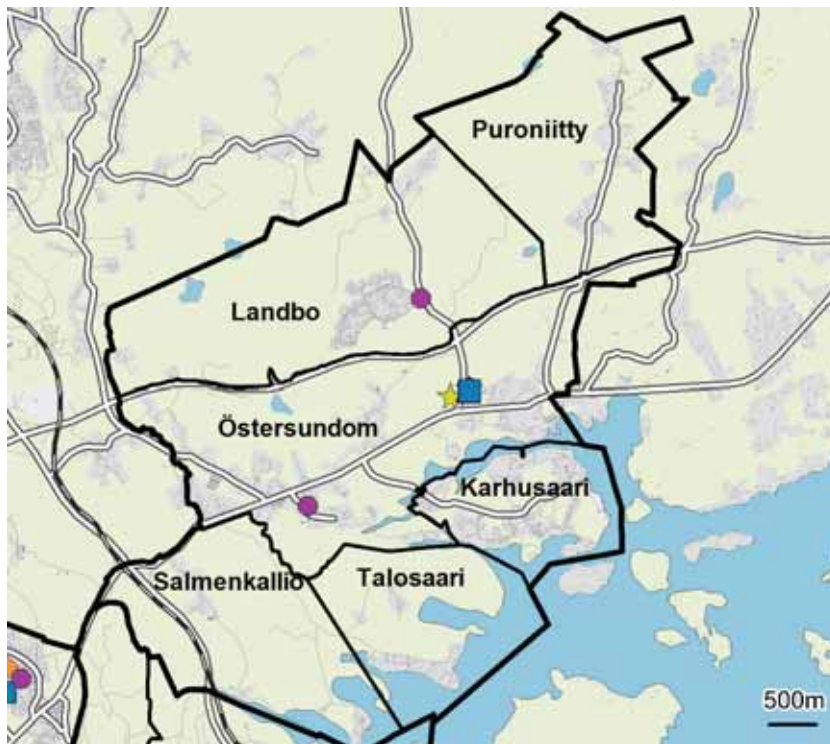 Puroniitty
Landbo
Östersundom
Karhusaari
Salmenkallio
Talosaari
500m